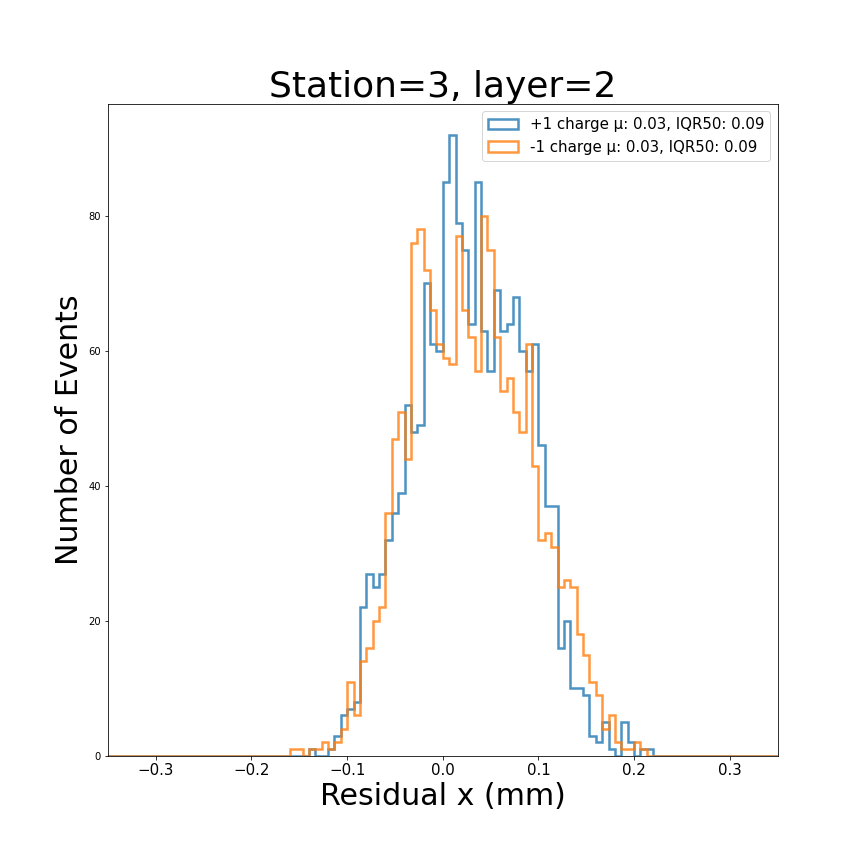 Station=3, layer=2
+1 charge μ: 0.03, IQR50: 0.09
-1 charge μ: 0.03, IQR50: 0.09
Number of Events
80
60
40
20
0
−0.3 −0.2 −0.1 0.0 0.1 0.2 0.3
Residual x (mm)